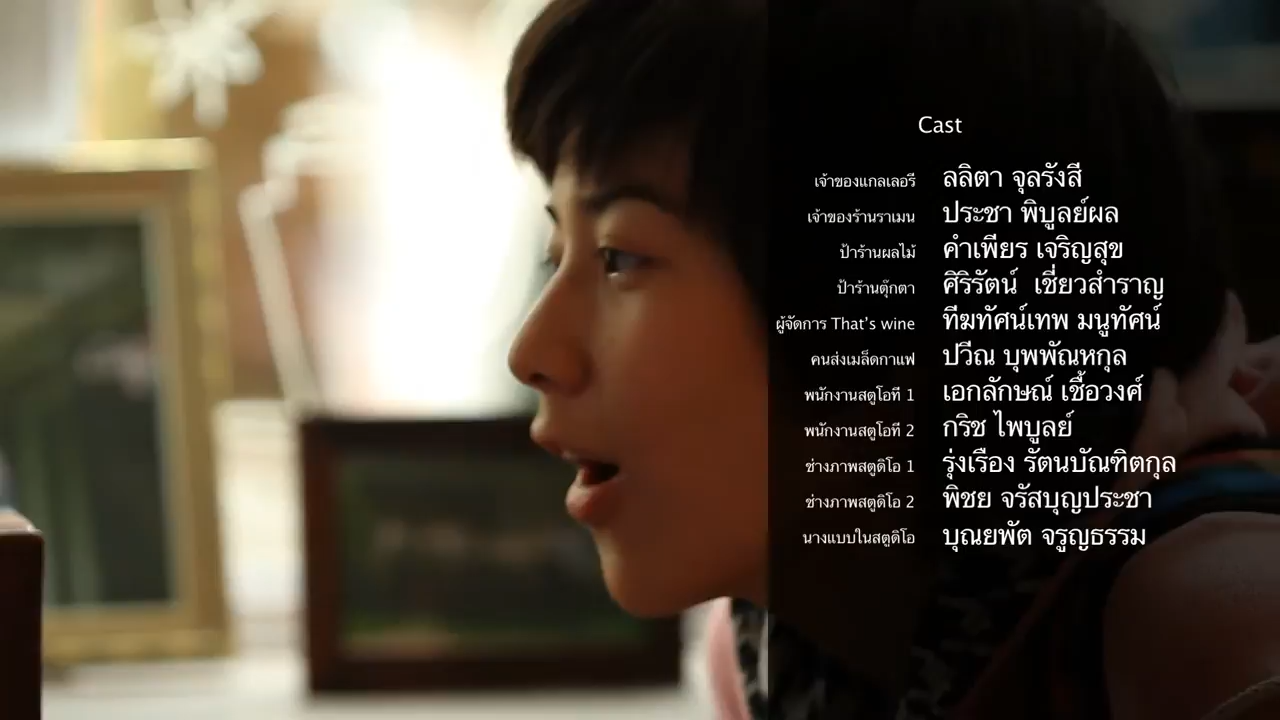 Cast
เจ้าของแกลเลอรี ลลิตา จุลรังสี
เจ้าของร้านราเมน ประชา พิบูลย์ผล
ป้าร้านผลไม้ คำเพียร เจริญสุข
ป้าร้านตุ๊กตา ศิริรัตน์ เชี่ยวสำราญ
ผู้จัดการ That's wine ทีฆทัศน์เทพ มนูทัศน์
คนส่งเมล็ดกาแฟ ปวีณ บุพพัณหกุล
พนักงานสตูโอที 1 เอกลักษณ์ เชื้อวงศ์
พนักงานสตูโอที 2 กริช ไพบูลย์
ช่างภาพสตูดิโอ 1 รุ่งเรือง รัตนบัณฑิตกุล
ช่างภาพสตูดิโอ 2 พิชย จรัสบุญประชา
นางแบบในสตูดิโอ บุณยพัต จรูญธรรม